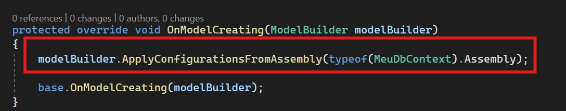 0 references | 0 changes | 0 authors, 0 changes
protected override void OnModelCreating(ModelBuilder modelBuilder)
{
modelBuilder.ApplyConfigurationsFromAssembly(typeof(MeuDbContext).Assembly);
base.OnModelCreating(modelBuilder);
}